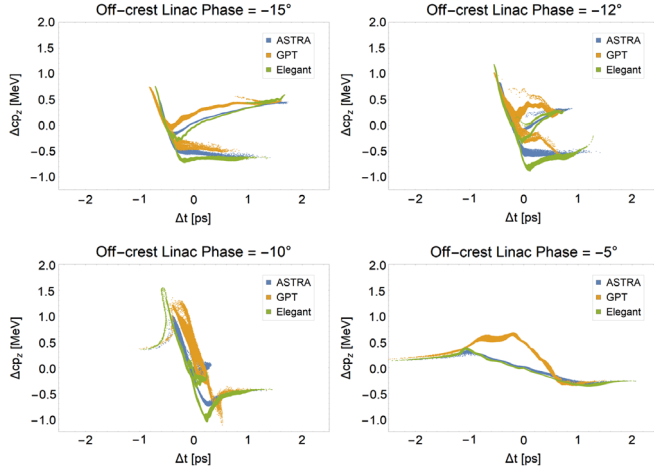 Off-crest Linac Phase = -15°
2.0
1.5
1.0
0.5
0.0
-0.5
-1.0
Δcp_z [MeV]
ASTRA
GPT
Elegant
-2
-1
0
1
2
Δt [ps]
Off-crest Linac Phase = -12°
2.0
1.5
1.0
0.5
0.0
-0.5
-1.0
Δcp_z [MeV]
ASTRA
GPT
Elegant
-2
-1
0
1
2
Δt [ps]
Off-crest Linac Phase = -10°
2.0
1.5
1.0
0.5
0.0
-0.5
-1.0
Δcp_z [MeV]
ASTRA
GPT
Elegant
-2
-1
0
1
2
Δt [ps]
Off-crest Linac Phase = -5°
2.0
1.5
1.0
0.5
0.0
-0.5
-1.0
Δcp_z [MeV]
ASTRA
GPT
Elegant
-2
-1
0
1
2
Δt [ps]